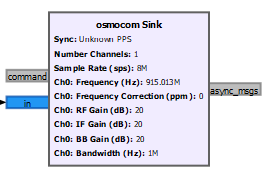 osmocom Sink
Sync: Unknown PPS
Number Channels: 1
Sample Rate (sps): 8M
Ch0: Frequency (Hz): 915.013M
Ch0: Frequency Correction (ppm): 0
Ch0: RF Gain (dB): 20
Ch0: IF Gain (dB): 20
Ch0: BB Gain (dB): 20
Ch0: Bandwidth (Hz): 1M
command
in
async_msgs